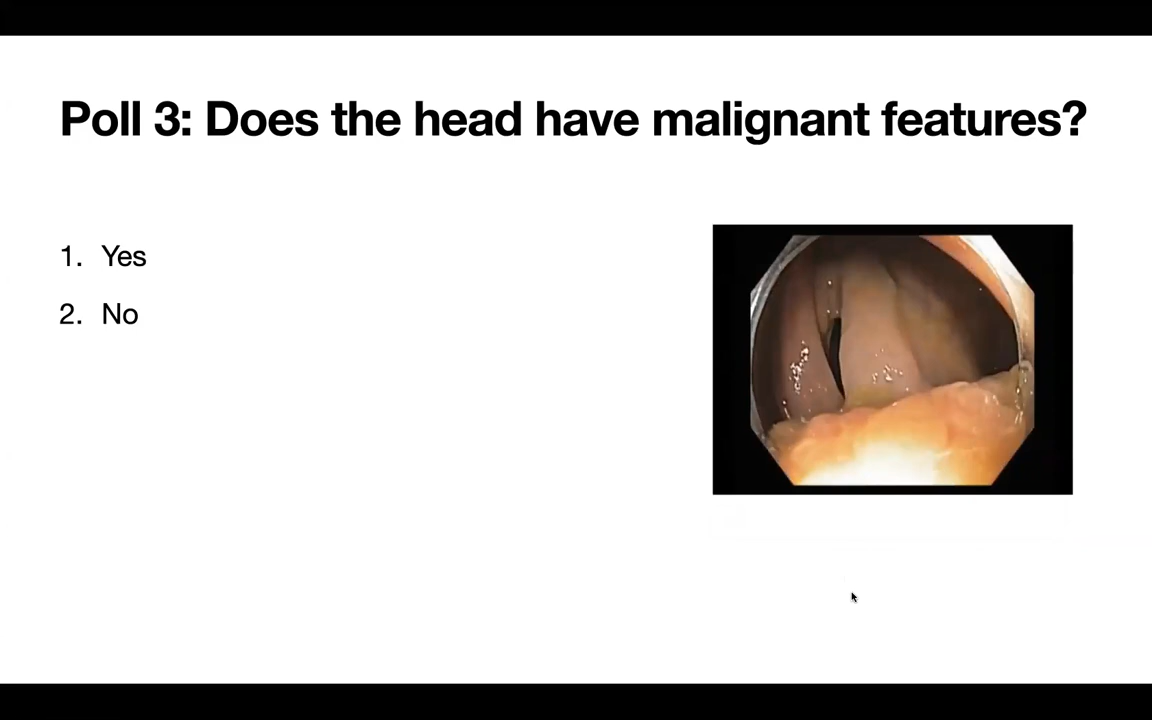 Poll 3: Does the head have malignant features?
1. Yes
2. No